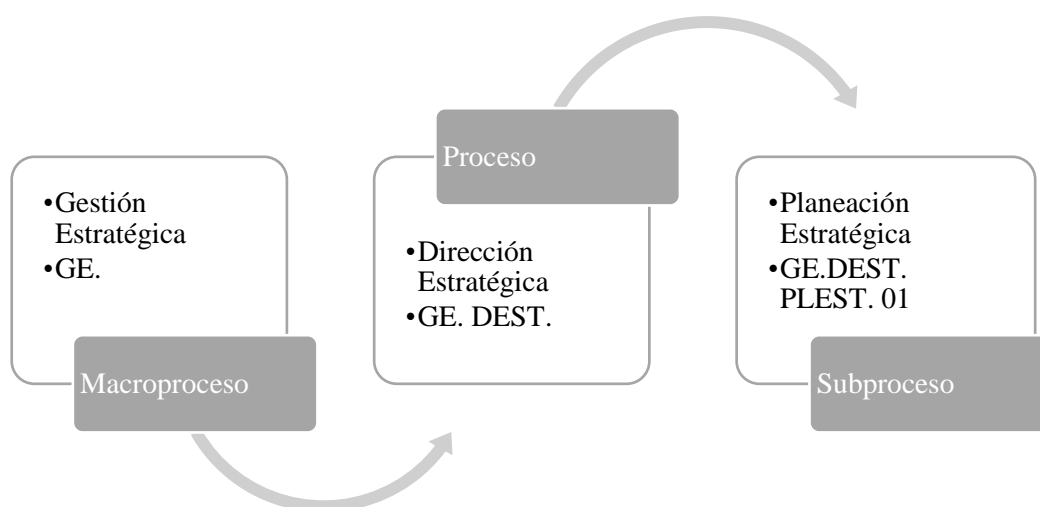 •Gestión
Estratégica
•GE.
Macroproceso
Proceso
•Dirección
Estratégica
•GE. DEST.
•Planeación
Estratégica
•GE.DEST.
PLEST. 01
Subproceso